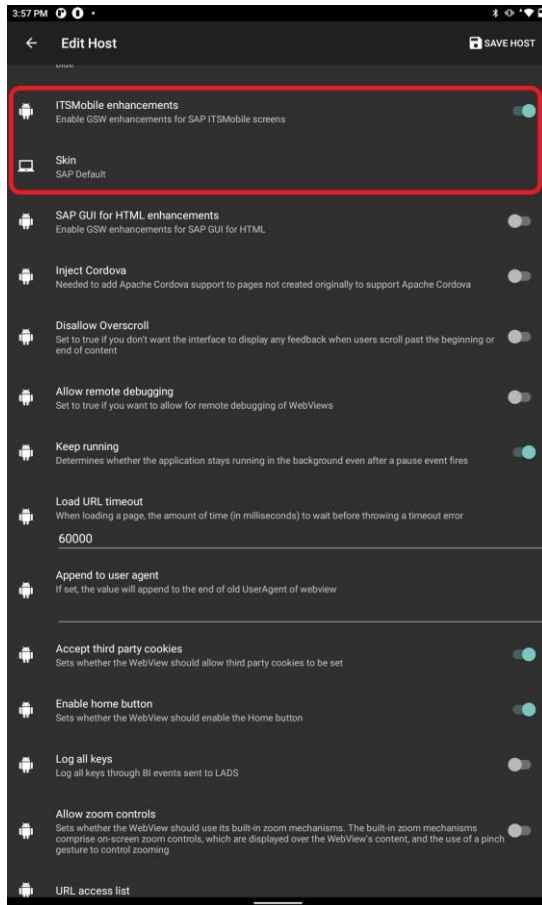 3:57 PM
Edit Host
SAVE HOST
blue
ITSMobile enhancements
Enable GSW enhancements for SAP ITSMobile screens
Skin
SAP Default
SAP GUI for HTML enhancements
Enable GSW enhancements for SAP GUI for HTML
Inject Cordova
Needed to add Apache Cordova support to pages not created originally to support Apache Cordova
Disallow Overscroll
Set to true if you don't want the interface to display any feedback when users scroll past the beginning or
end of content
Allow remote debugging
Set to true if you want to allow for remote debugging of WebViews
Keep running
Determines whether the application stays running in the background even after a pause event fires
Load URL timeout
When loading a page, the amount of time (in milliseconds) to wait before throwing a timeout error
60000
Append to user agent
If set, the value will append to the end of old UserAgent of webview
Accept third party cookies
Sets whether the WebView should allow third party cookies to be set
Enable home button
Sets whether the WebView should enable the Home button
Log all keys
Log all keys through BI events sent to LADS
Allow zoom controls
Sets whether the WebView should use its built-in zoom mechanisms. The built-in zoom mechanisms
comprise on-screen zoom controls, which are displayed over the WebView's content, and the use of a pinch
gesture to control zooming
URL access list